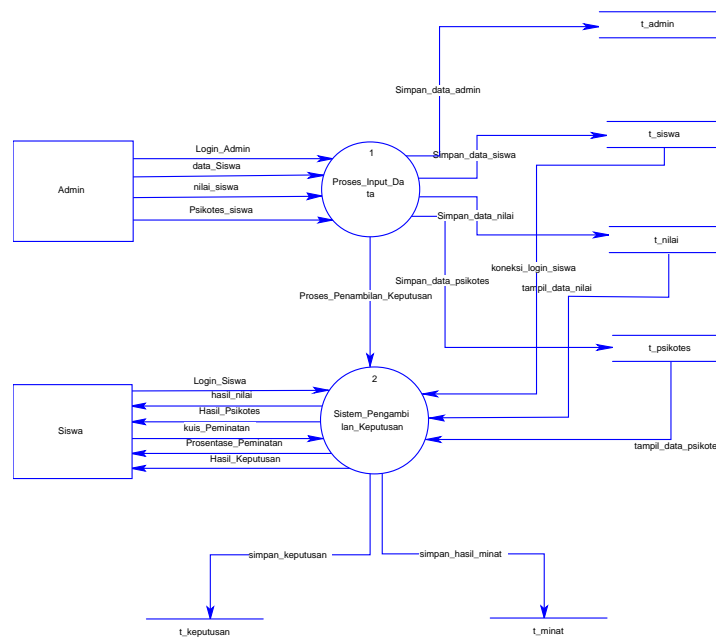 t_admin
Simpan_data_admin
t_siswa
Login_Admin
1
Simpan_data_siswa
data_Siswa
Admin
nilai_siswa
Proses_Input_Da
ta
Psikotes_siswa
Simpan_data_nilai
t_nilai
koneksi_login_siswa
Simpan_data_psikotes
tampil_data_nilai
Proses_Penambilan_Keputusan
t_psikotes
Login_Siswa
2
hasil_nilai
Hasil_Psikotes
Sistem_Pengambi
lan_Keputusan
kuis_Peminatan
Siswa
Prosentase_Peminatan
tampil_data_psikote
Hasil_Keputusan
simpan_keputusan
simpan_hasil_minat
t_keputusan
t_minat